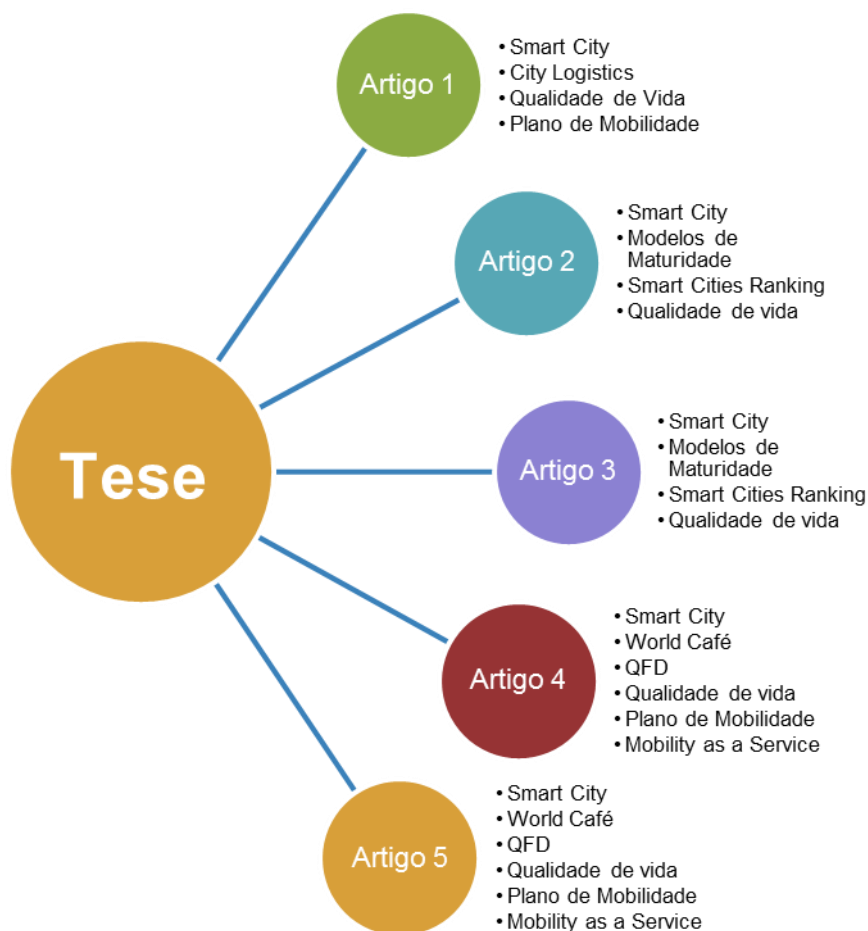 Artigo 1
• Smart City
• City Logistics
• Qualidade de Vida
• Plano de Mobilidade
Artigo 2
• Smart City
• Modelos de
Maturidade
• Smart Cities Ranking
• Qualidade de vida
Tese
Artigo 3
• Smart City
• Modelos de
Maturidade
• Smart Cities Ranking
• Qualidade de vida
Artigo 4
• Smart City
• World Café
• QFD
• Qualidade de vida
• Plano de Mobilidade
• Mobility as a Service
Artigo 5
• Smart City
• World Café
• QFD
• Qualidade de vida
• Plano de Mobilidade
• Mobility as a Service